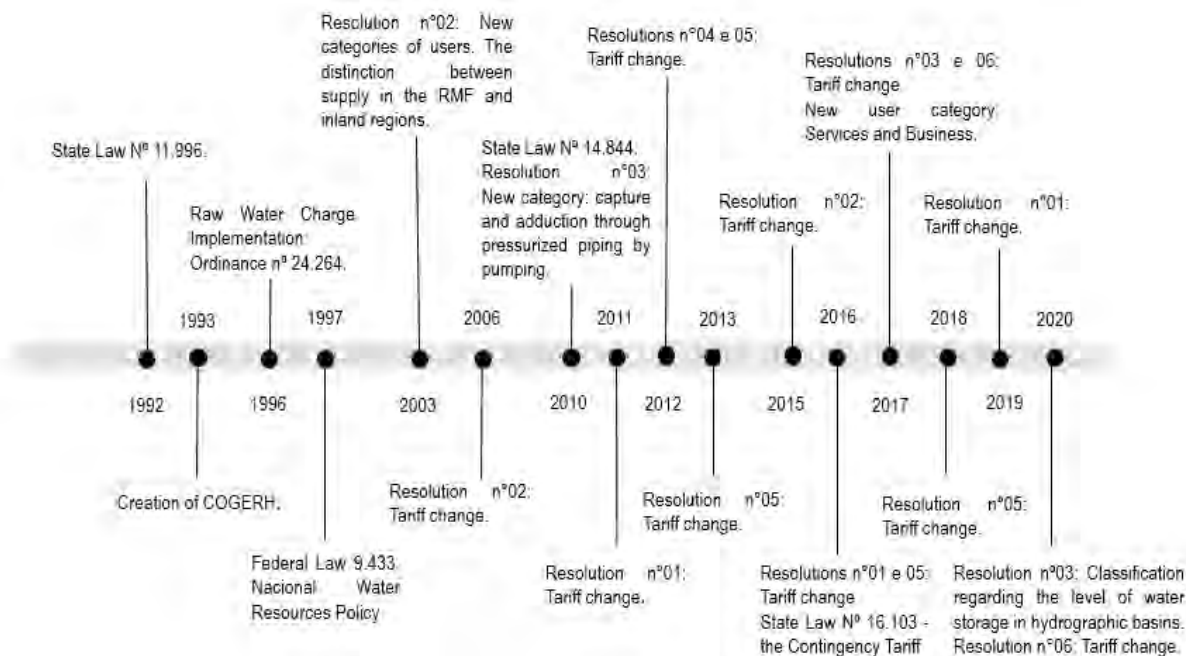 Resolution n°02: New
categories of users. The
distinction between
supply in the RMF and
inland regions.
Resolutions n°04 e 05:
Tariff change.
Resolutions n°03 e 06:
Tariff change
New user category
Services and Business.
State Law Nº 11.996.
State Law Nº 14.844.
Resolution n°03
New category: capture
and adduction through
pressurized piping by
pumping.
Raw Water Charge
Implementation:
Ordinance nº 24.264.
Resolution n°02:
Tariff change.
Resolution n°01:
Tariff change.
1993
1997
2006
2011
2013
2016
2018
2020
1992
1996
2003
2010
2012
2015
2017
2019
Creation of COGERH.
Resolution n°02:
Tariff change.
Resolution n°05:
Tariff change.
Resolution n°05:
Tariff change.
Federal Law 9.433
Nacional Water
Resources Policy
Resolution n°01:
Tariff change.
Resolutions n°01 e 05:
Tariff change
State Law Nº 16.103 -
the Contingency Tariff
Resolution nº03: Classification
regarding the level of water
storage in hydrographic basins.
Resolution n°06: Tariff change.